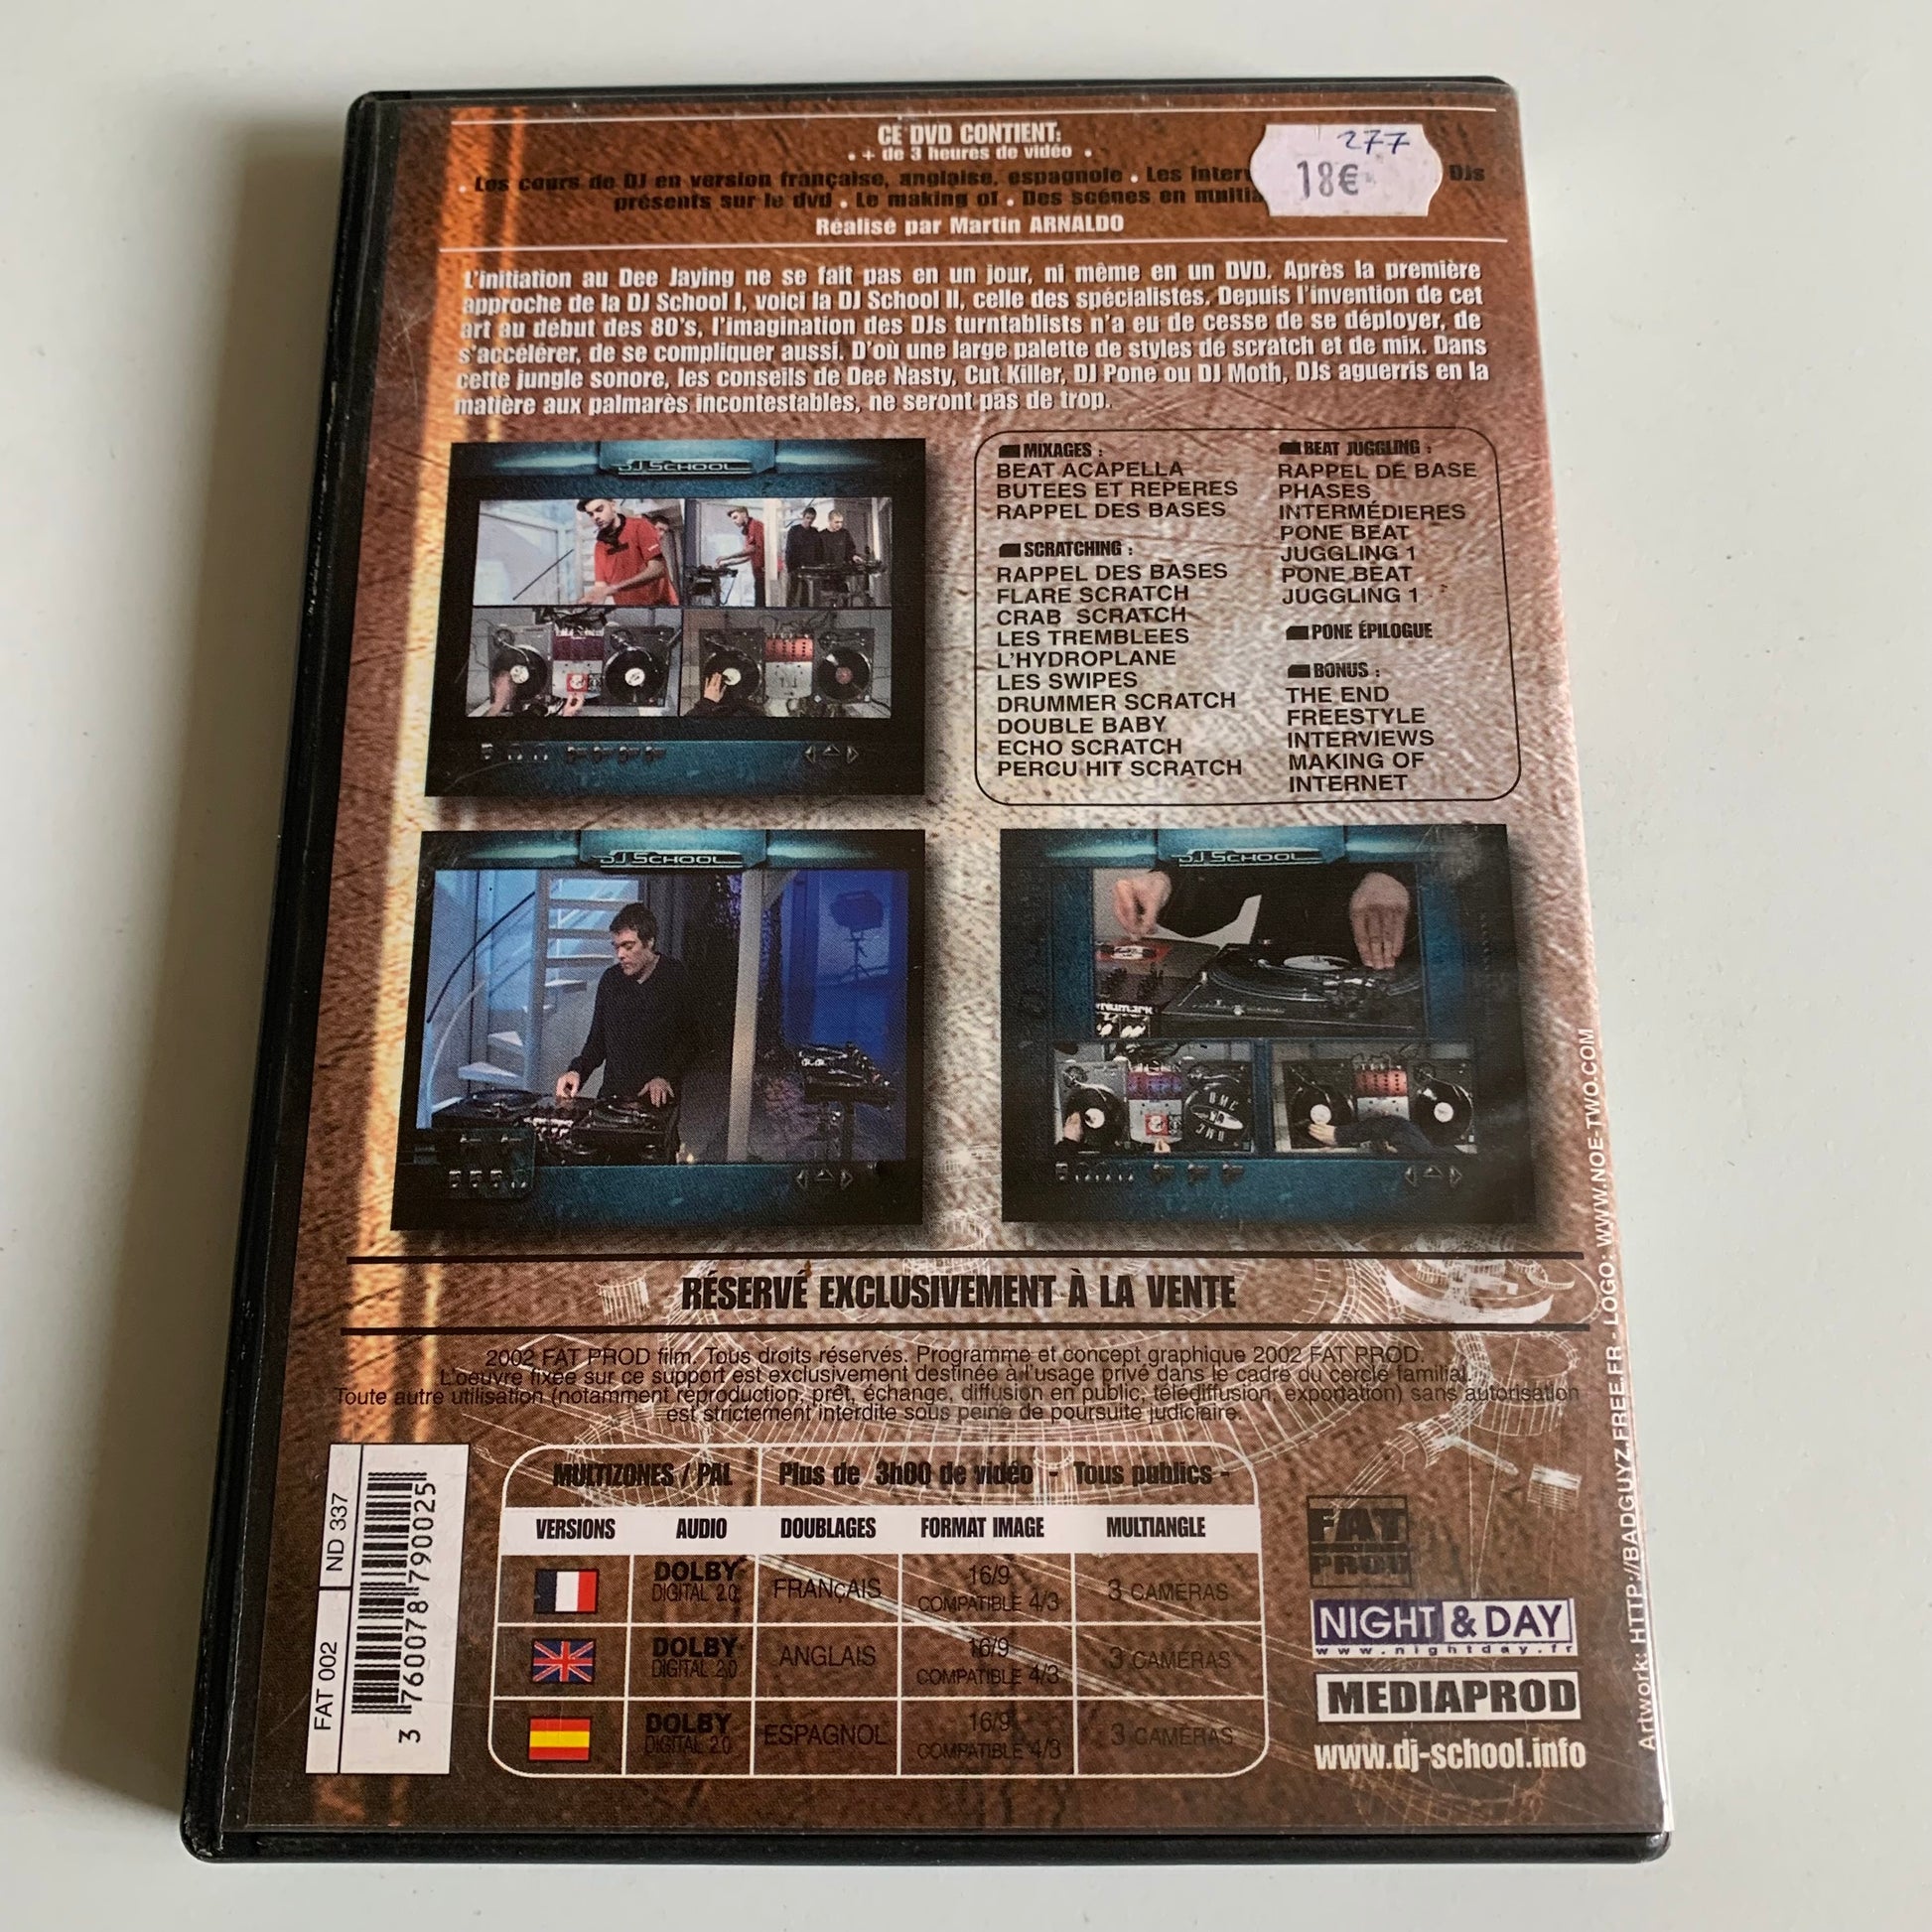 CE DVD CONTIENT:
• + de 3 heures de vidéo •
277
18€
• Les cours de DJ en version française, anglaise, espagnole • Les DJs
présents sur le dvd • Le making of • Des scènes en
Réalisé par Martin ARNALDO
L'initiation au Dee Jaying ne se fait pas en un jour, ni même en un DVD. Après la première
approche de la DJ School I, voici la DJ School II, celle des spécialistes. Depuis l'invention de cet
art au début des 80's, l'imagination des DJs turntablists n'a eu de cesse de se déployer, de
s'accélérer, de se compliquer aussi. D'où une large palette de styles de scratch et de mix. Dans
cette jungle sonore, les conseils de Dee Nasty, Cut Killer, DJ Pone ou DJ Moth, DJs aguerris en la
matière aux palmarès incontestables, ne seront pas de trop.
DJ SCHOOL
MIXAGES :
BEAT ACAPELLA
BUTEES ET REPERES
RAPPEL DES BASES
SCRATCHING :
RAPPEL DES BASES
FLARE SCRATCH
CRAB SCRATCH
LES TREMBLEES
L'HYDROPLANE
LES SWIPES
DRUMMER SCRATCH
DOUBLE BABY
ECHO SCRATCH
PERCU HIT SCRATCH
BEAT JUGGLING :
RAPPEL DE BASE
PHASES
INTERMÉDIERES
PONE BEAT
JUGGLING 1
PONE BEAT
JUGGLING 1
PONE ÉPILOGUE
BONUS :
THE END
FREESTYLE
INTERVIEWS
MAKING OF
INTERNET
DJ SCHOOL
DJ SCHOOL
numark
DMC
DMC
RÉSERVÉ EXCLUSIVEMENT À LA VENTE
2002 FAT PROD film. Tous droits réservés. Programme et concept graphique 2002 FAT PROD.
L'oeuvre fixée sur ce support est exclusivement destinée à l'usage privé dans le cadre du cercle familial.
Toute autre utilisation (notamment reproduction, prêt, échange, diffusion en public, télédiffusion, exportation) sans autorisation
est strictement interdite sous peine de poursuite judiciaire.
FAT 002 ND 337
3 760078 790025
MULTIZONES / PAL Plus de 3h00 de vidéo - Tous publics -
VERSIONS AUDIO DOUBLAGES FORMAT IMAGE MULTIANGLE
DOLBY DIGITAL 2.0 FRANçAIS 16/9 COMPATIBLE 4/3 3 CAMERAS
DOLBY DIGITAL 2.0 ANGLAIS 16/9 COMPATIBLE 4/3 3 CAMERAS
DOLBY DIGITAL 2.0 ESPAGNOL 16/9 COMPATIBLE 4/3 3 CAMERAS
FAT
PROD
NIGHT & DAY
www.nightday.fr
MEDIAPROD
www.dj-school.info
Artwork: HTTP://BADGUYZ.FREE.FR - LOGO: WWW.NOE-TWO.COM